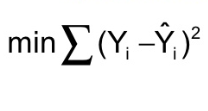 min ∑ (Yᵢ – Ŷᵢ)²